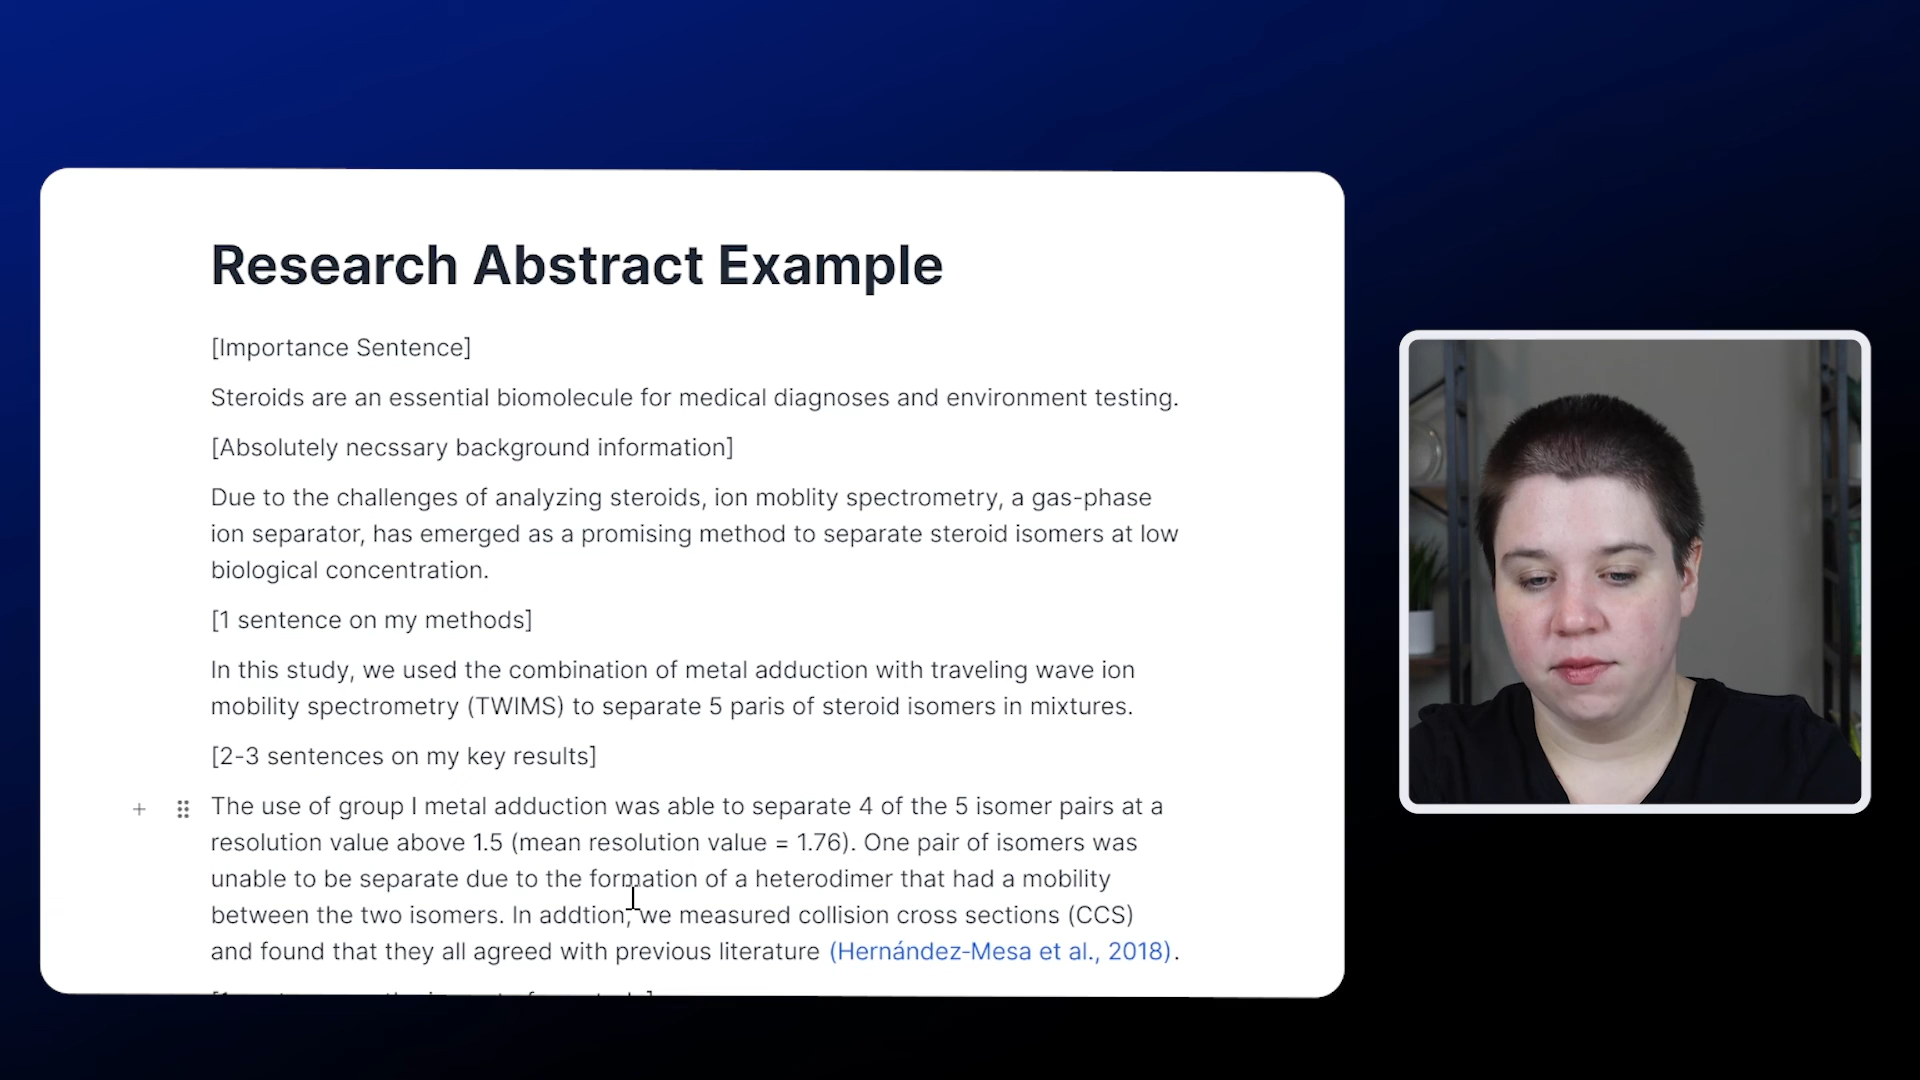 Research Abstract Example
[Importance Sentence]
Steroids are an essential biomolecule for medical diagnoses and environment testing.
[Absolutely necssary background information]
Due to the challenges of analyzing steroids, ion moblity spectrometry, a gas-phase
ion separator, has emerged as a promising method to separate steroid isomers at low
biological concentration.
[1 sentence on my methods]
In this study, we used the combination of metal adduction with traveling wave ion
mobility spectrometry (TWIMS) to separate 5 paris of steroid isomers in mixtures.
[2-3 sentences on my key results]
The use of group I metal adduction was able to separate 4 of the 5 isomer pairs at a
resolution value above 1.5 (mean resolution value = 1.76). One pair of isomers was
unable to be separate due to the formation of a heterodimer that had a mobility
between the two isomers. In addtion, we measured collision cross sections (CCS)
and found that they all agreed with previous literature (Hernández-Mesa et al., 2018).